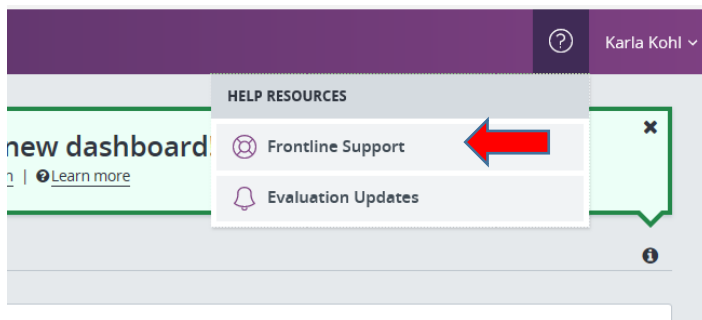 Karla Kohl
HELP RESOURCES
Frontline Support
Evaluation Updates
new dashboard!
Learn more